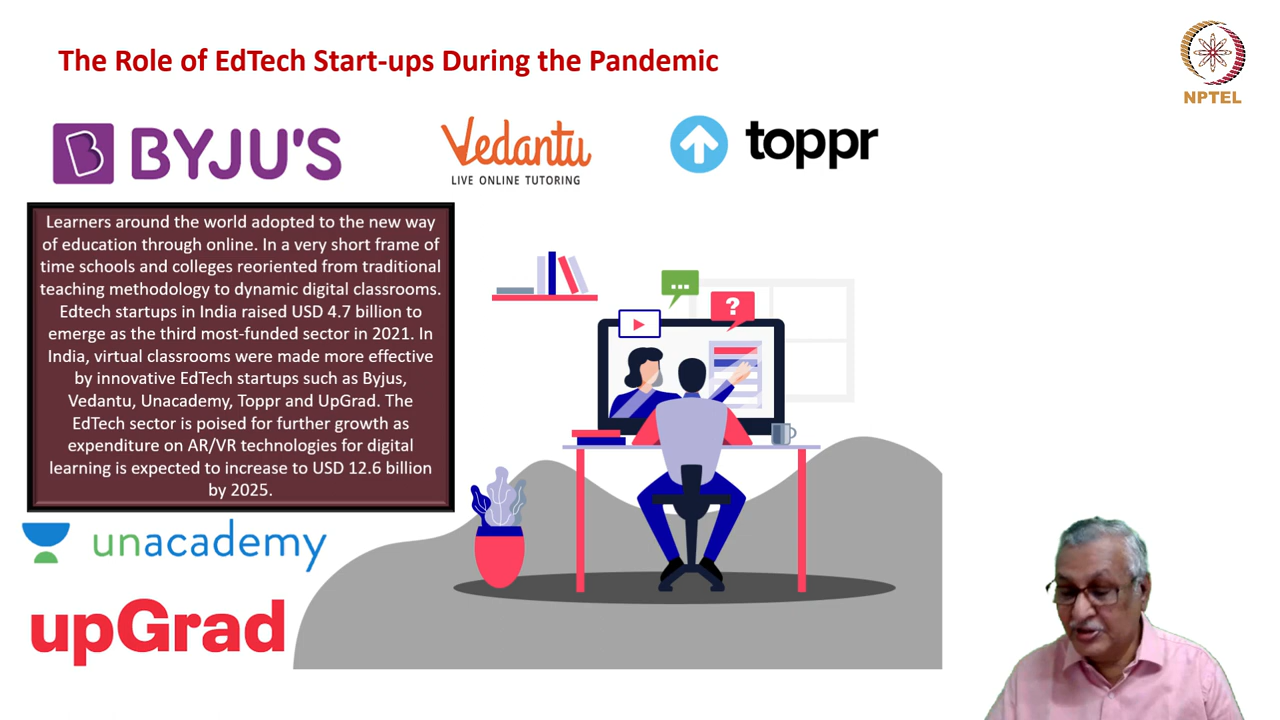 The Role of EdTech Start-ups During the Pandemic
NPTEL
BYJU'S
Vedantu
LIVE ONLINE TUTORING
toppr
Learners around the world adopted to the new way
of education through online. In a very short frame of
time schools and colleges reoriented from traditional
teaching methodology to dynamic digital classrooms.
Edtech startups in India raised USD 4.7 billion to
emerge as the third most-funded sector in 2021. In
India, virtual classrooms were made more effective
by innovative EdTech startups such as Byjus,
Vedantu, Unacademy, Toppr and UpGrad. The
EdTech sector is poised for further growth as
expenditure on AR/VR technologies for digital
learning is expected to increase to USD 12.6 billion
by 2025.
...
?
unacademy
upGrad